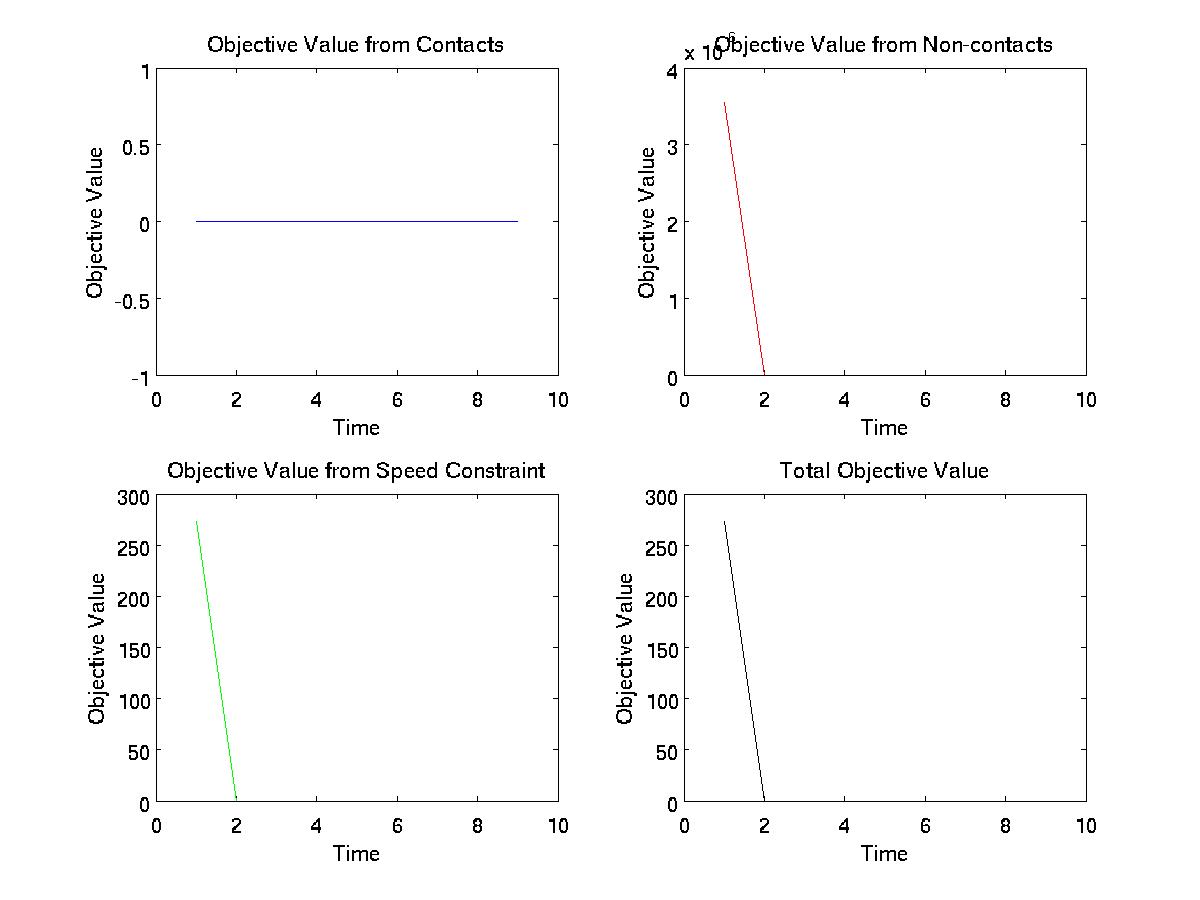 Objective Value from Contacts
1
0.5
0
-0.5
-1
Objective Value
0 2 4 6 8 10
Time
Objective Value from Non-contacts
x 10
4
3
2
1
0
Objective Value
0 2 4 6 8 10
Time
Objective Value from Speed Constraint
300
250
200
150
100
50
0
Objective Value
0 2 4 6 8 10
Time
Total Objective Value
300
250
200
150
100
50
0
Objective Value
0 2 4 6 8 10
Time